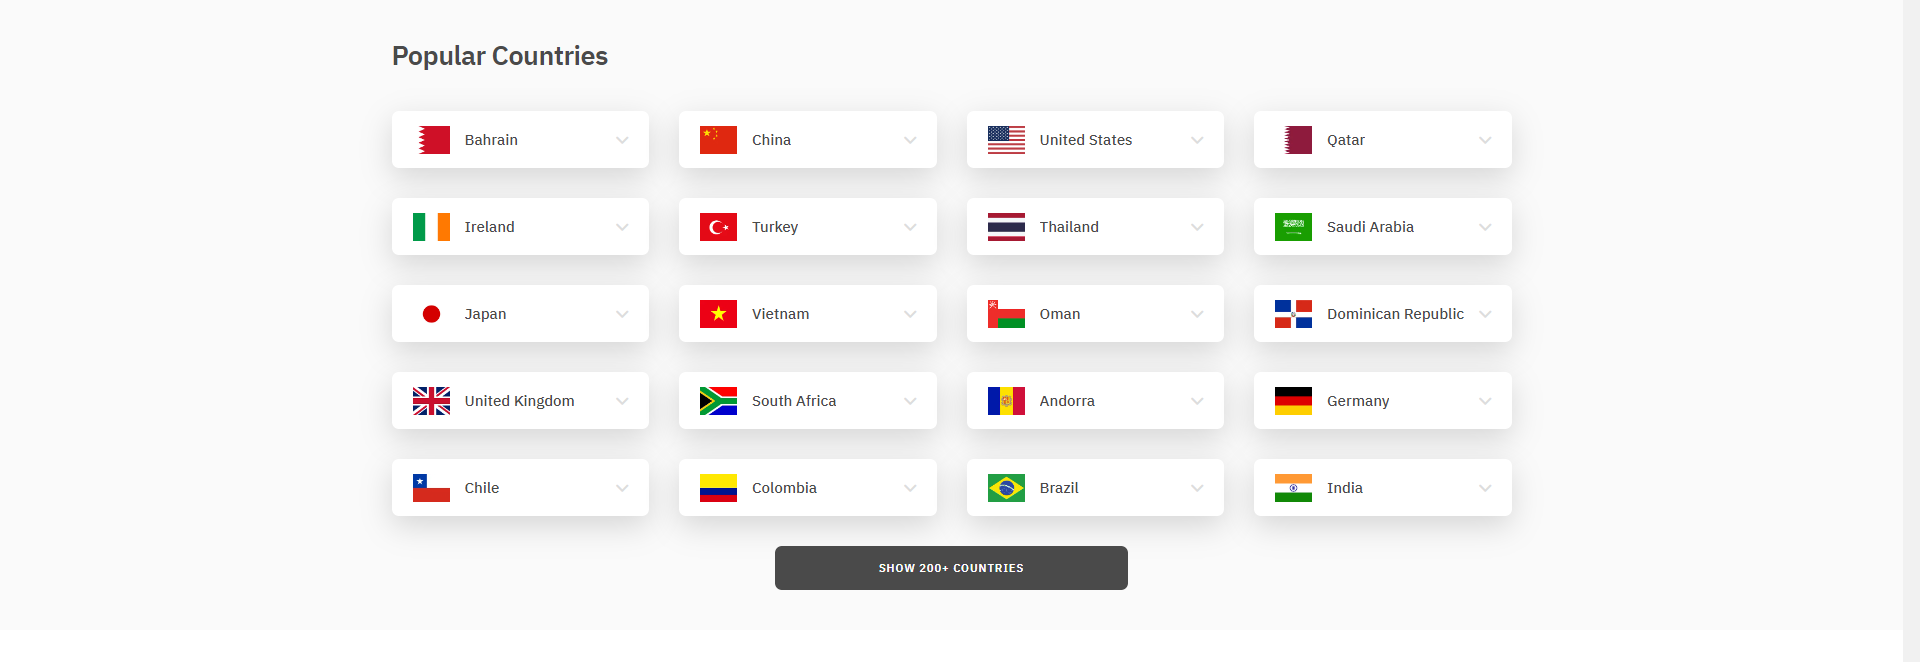 Popular Countries
Bahrain
China
United States
Qatar
Ireland
Turkey
Thailand
Saudi Arabia
Japan
Vietnam
Oman
Dominican Republic
United Kingdom
South Africa
Andorra
Germany
Chile
Colombia
Brazil
India
SHOW 200+ COUNTRIES